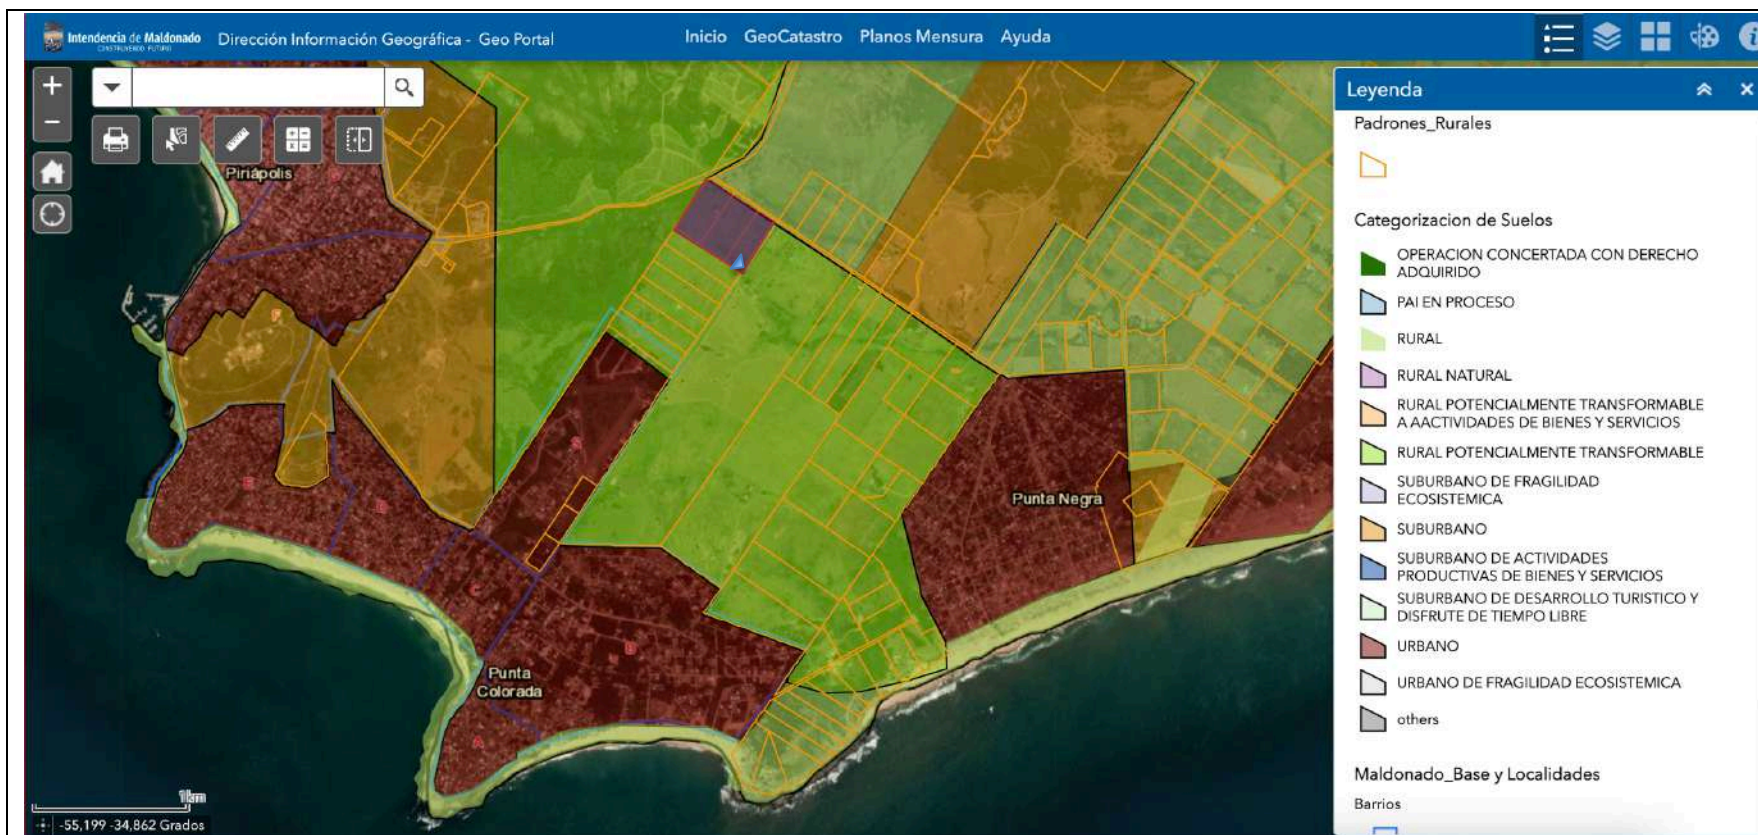 Intendencia de Maldonado
CONSTRUYENDO FUTURO
Dirección Información Geográfica - Geo Portal
Inicio GeoCatastro Planos Mensura Ayuda
Leyenda
Padrones_Rurales
Categorizacion de Suelos
OPERACION CONCERTADA CON DERECHO
ADQUIRIDO
PAI EN PROCESO
RURAL
RURAL NATURAL
RURAL POTENCIALMENTE TRANSFORMABLE
A AACTIVIDADES DE BIENES Y SERVICIOS
RURAL POTENCIALMENTE TRANSFORMABLE
SUBURBANO DE FRAGILIDAD
ECOSISTEMICA
SUBURBANO
SUBURBANO DE ACTIVIDADES
PRODUCTIVAS DE BIENES Y SERVICIOS
SUBURBANO DE DESARROLLO TURISTICO Y
DISFRUTE DE TIEMPO LIBRE
URBANO
URBANO DE FRAGILIDAD ECOSISTEMICA
others
Maldonado_Base y Localidades
Barrios
Piriápolis
F
S
E
Punta Negra
C
Punta
Colorada
A
1km
-55,199 -34,862 Grados